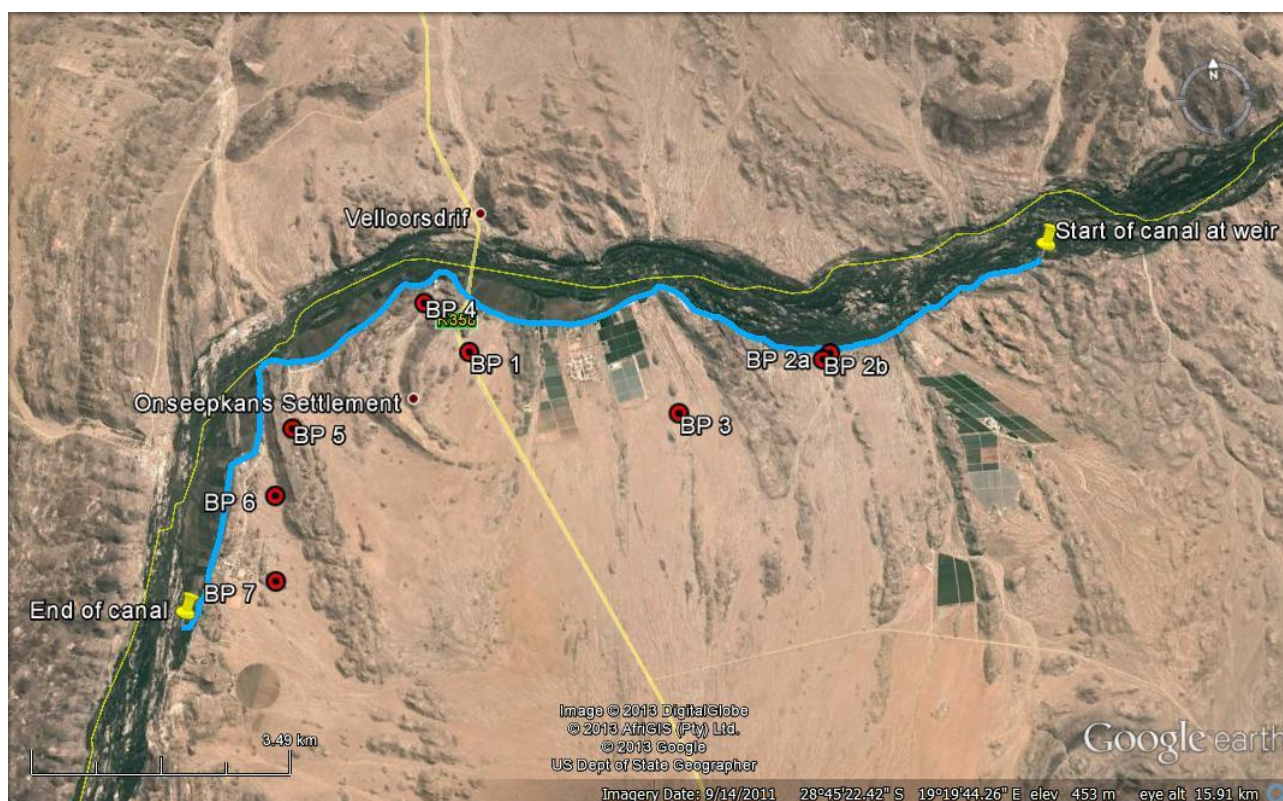 N
Velloorsdrif
Start of canal at weir
BP 4
R358
BP 1
BP 2a
BP 2b
Onseepkans Settlement
BP 3
BP 5
BP 6
BP 7
End of canal
Image © 2013 DigitalGlobe
© 2013 AfriGIS (Pty) Ltd.
© 2013 Google
US Dept of State Geographer
3.49 km
Google earth
Imagery Date: 9/14/2011 28°45'22.42" S 19°19'44.26" E elev 453 m eye alt 15.91 km